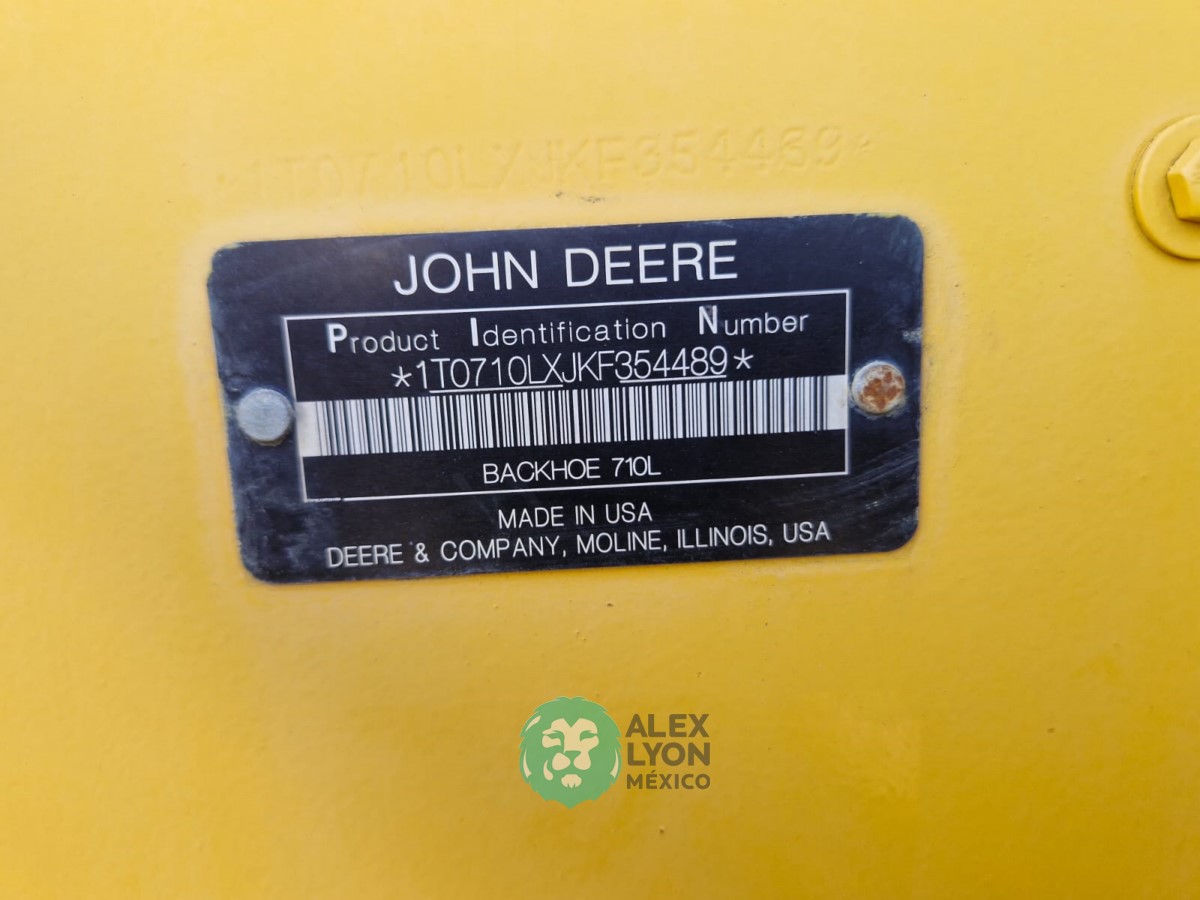 *1T0710LXJKF354489*
JOHN DEERE
Product Identification Number
*1T0710LXJKF354489*
BACKHOE 710L
MADE IN USA
DEERE & COMPANY, MOLINE, ILLINOIS, USA
ALEX
LYON
MÉXICO